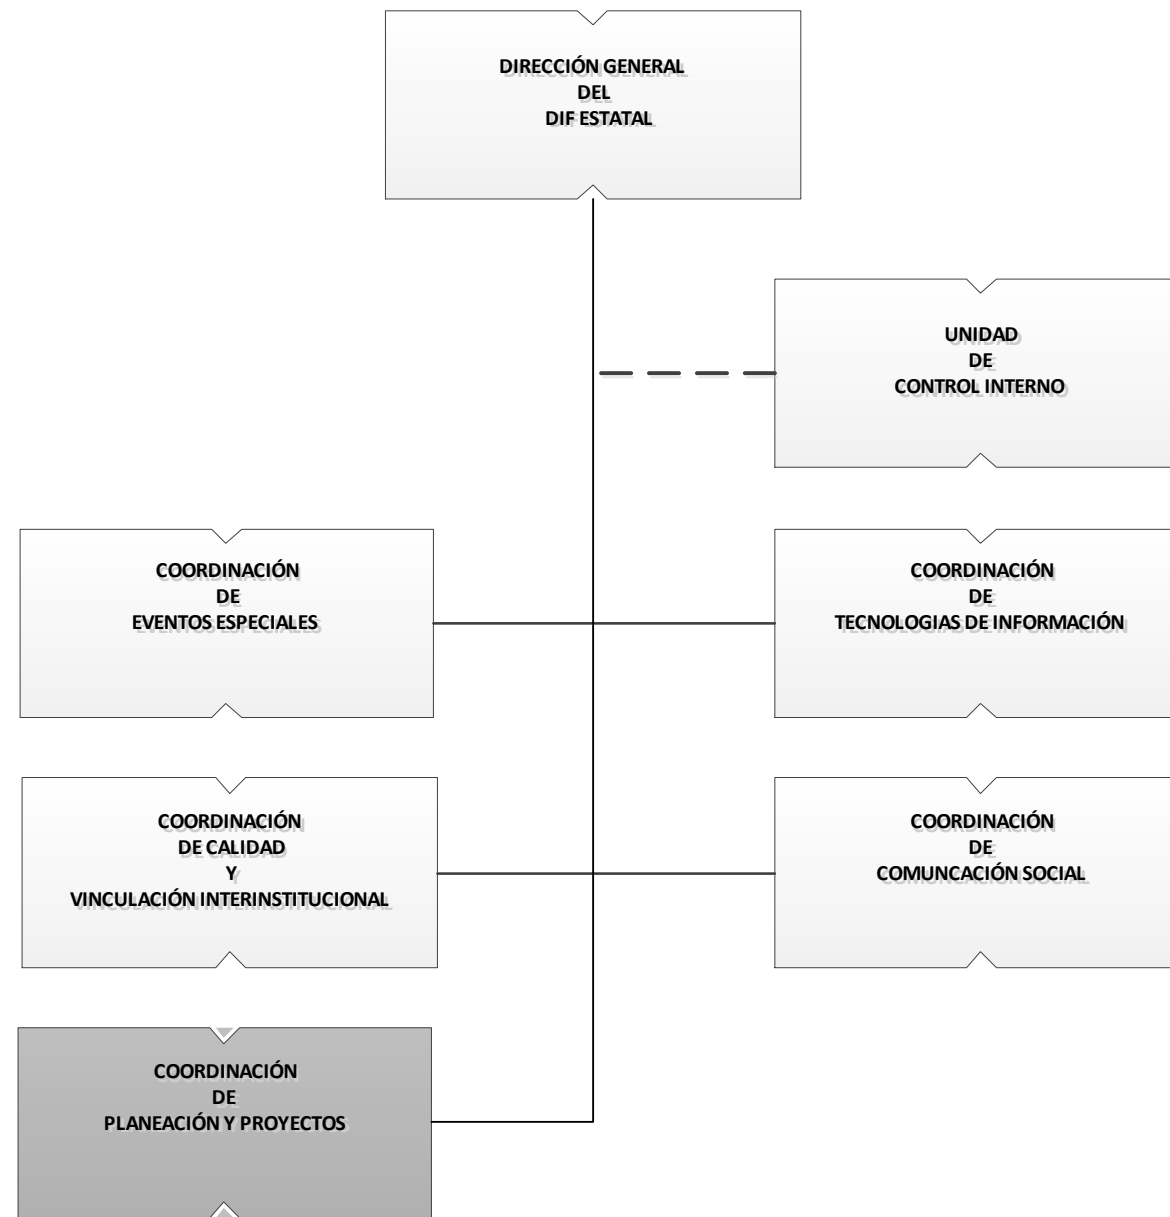 DIRECCIÓN GENERAL
DEL
DIF ESTATAL
UNIDAD
DE
CONTROL INTERNO
COORDINACIÓN
DE
EVENTOS ESPECIALES
COORDINACIÓN
DE
TECNOLOGIAS DE INFORMACIÓN
COORDINACIÓN
DE CALIDAD
Y
VINCULACIÓN INTERINSTITUCIONAL
COORDINACIÓN
DE
COMUNCACIÓN SOCIAL
COORDINACIÓN
DE
PLANEACIÓN Y PROYECTOS